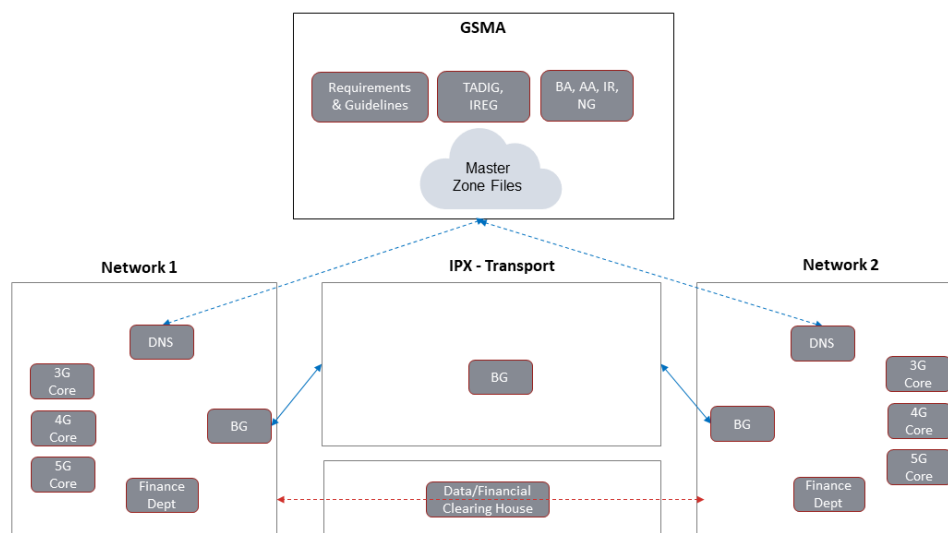 GSMA
Requirements
& Guidelines
TADIG,
IREG
BA, AA, IR,
NG
Master
Zone Files
Network 1
IPX - Transport
Network 2
DNS
3G
Core
4G
Core
5G
Core
BG
Finance
Dept
BG
Data/Financial
Clearing House
DNS
3G
Core
4G
Core
5G
Core
BG
Finance
Dept